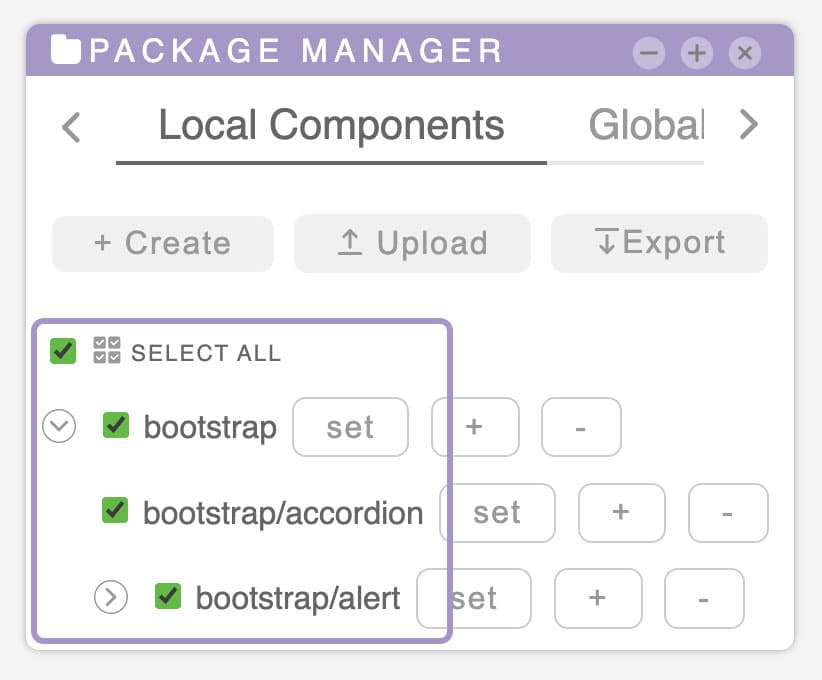 PACKAGE MANAGER
Local Components Global
+ Create Upload Export
SELECT ALL
bootstrap set + -
bootstrap/accordion set + -
bootstrap/alert set + -